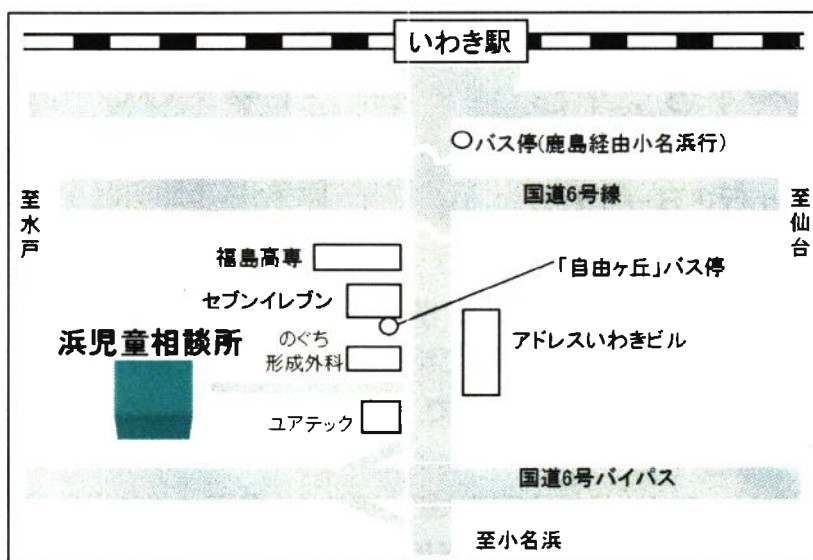 いわき駅
バス停(鹿島経由小名浜行)
国道6号線
至水戸
至仙台
福島高専
「自由ヶ丘」バス停
セブンイレブン
浜児童相談所
のぐち
形成外科
アドレスいわきビル
ユアテック
国道6号バイパス
至小名浜